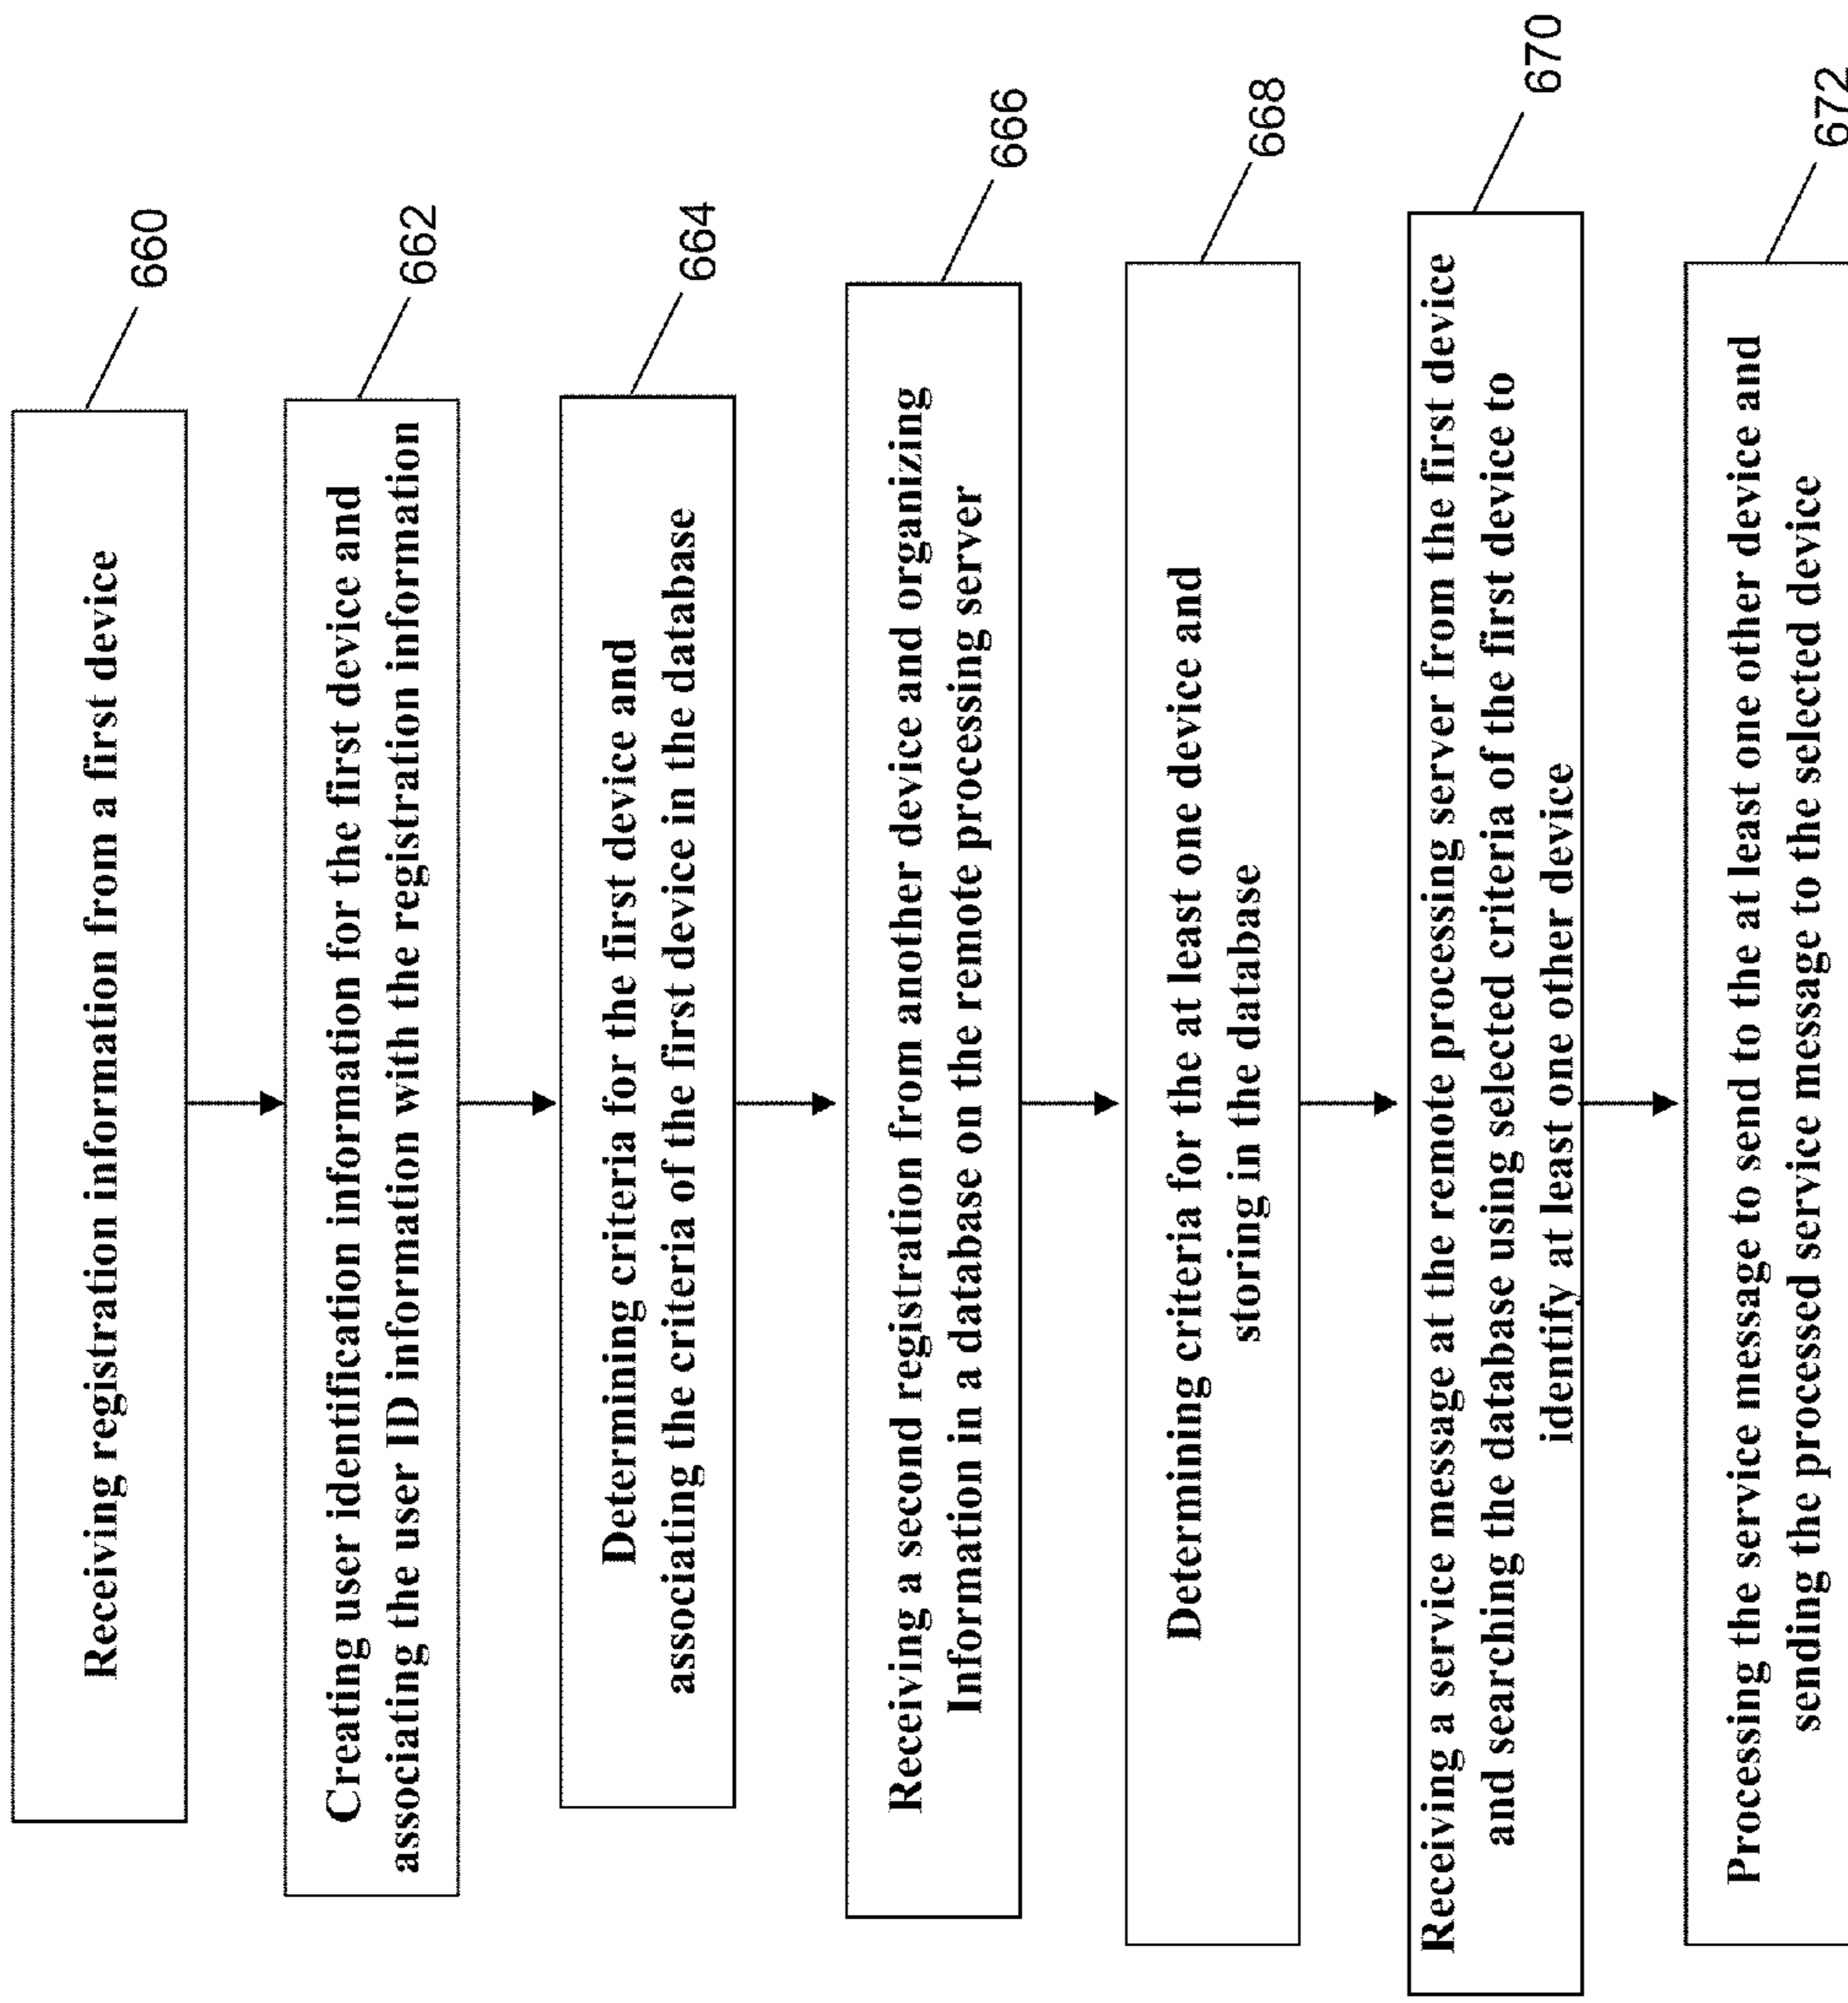 Receiving registration information from a first device
660
Creating user identification information for the first device and
associating the user ID information with the registration information
662
Determining criteria for the first device and
associating the criteria of the first device in the database
664
Receiving a second registration from another device and organizing
Information in a database on the remote processing server
666
Determining criteria for the at least one device and
storing in the database
668
Receiving a service message at the remote processing server from the first device
and searching the database using selected criteria of the first device to
identify at least one other device
670
Processing the service message to send to the at least one other device and
sending the processed service message to the selected device
672